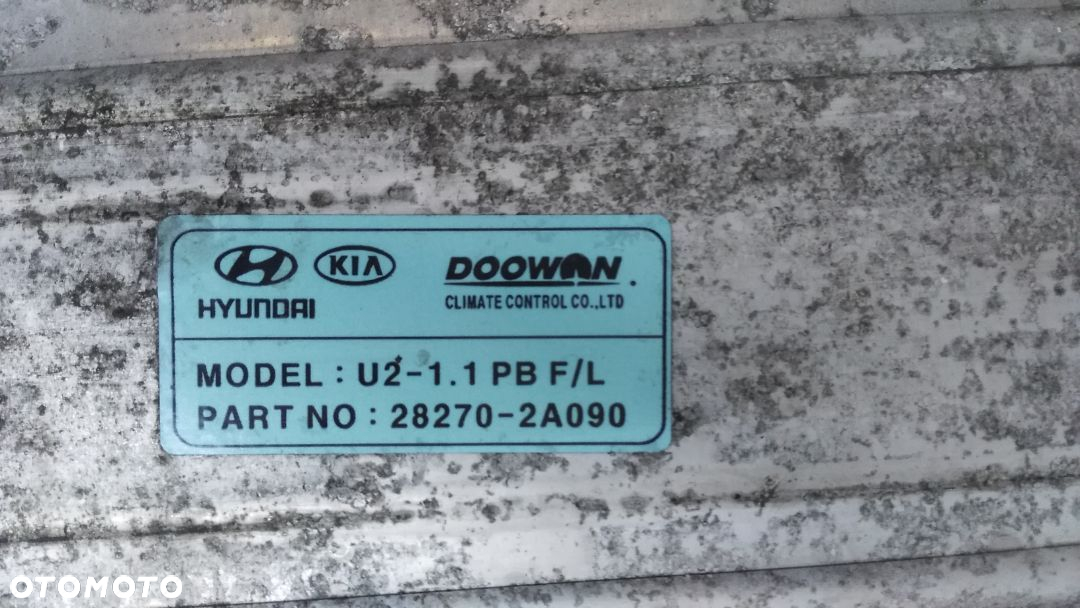 KIA DOOWON
HYUNDAI CLIMATE CONTROL CO.,LTD
MODEL : U2-1.1 PB F/L
PART NO : 28270-2A090
OTOMOTO